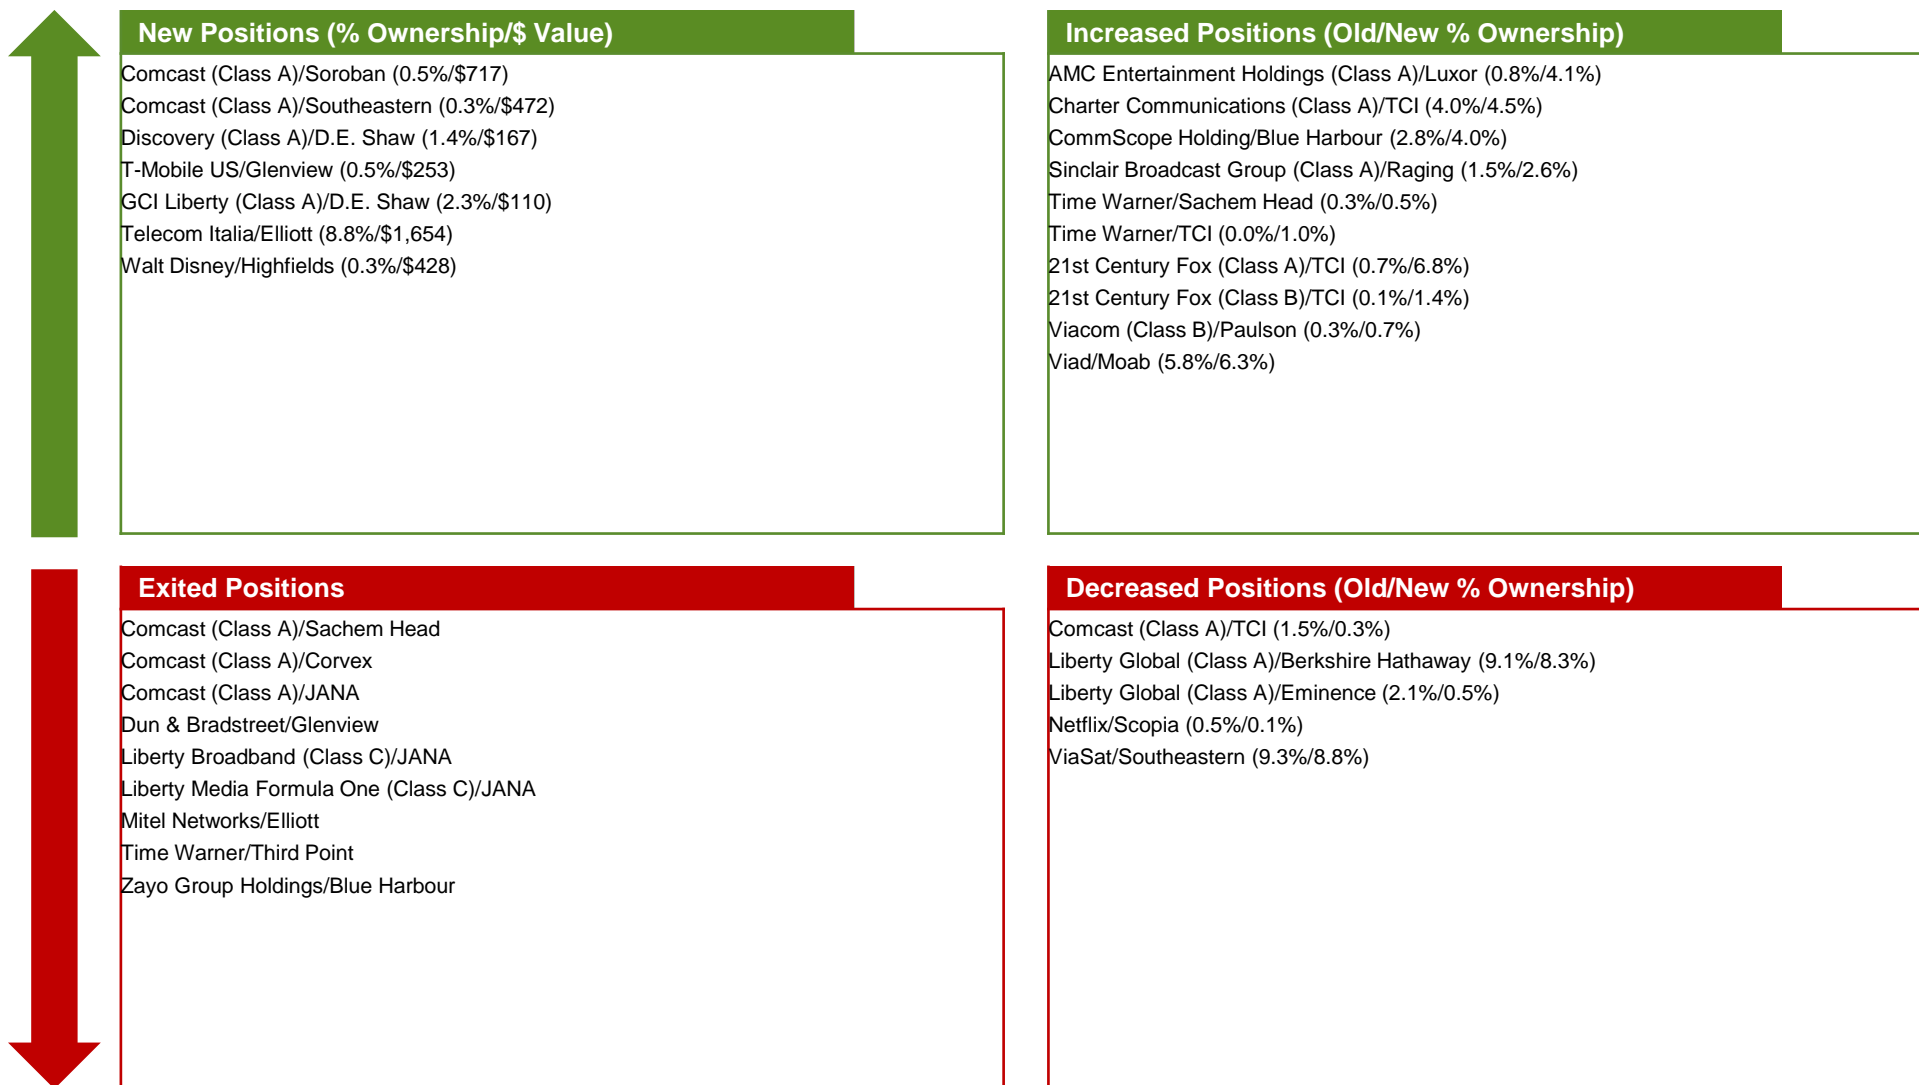 New Positions (% Ownership/$ Value)
Comcast (Class A)/Soroban (0.5%/$717)
Comcast (Class A)/Southeastern (0.3%/$472)
Discovery (Class A)/D.E. Shaw (1.4%/$167)
T-Mobile US/Glenview (0.5%/$253)
GCI Liberty (Class A)/D.E. Shaw (2.3%/$110)
Telecom Italia/Elliott (8.8%/$1,654)
Walt Disney/Highfields (0.3%/$428)
Increased Positions (Old/New % Ownership)
AMC Entertainment Holdings (Class A)/Luxor (0.8%/4.1%)
Charter Communications (Class A)/TCI (4.0%/4.5%)
CommScope Holding/Blue Harbour (2.8%/4.0%)
Sinclair Broadcast Group (Class A)/Raging (1.5%/2.6%)
Time Warner/Sachem Head (0.3%/0.5%)
Time Warner/TCI (0.0%/1.0%)
21st Century Fox (Class A)/TCI (0.7%/6.8%)
21st Century Fox (Class B)/TCI (0.1%/1.4%)
Viacom (Class B)/Paulson (0.3%/0.7%)
Viad/Moab (5.8%/6.3%)
Exited Positions
Comcast (Class A)/Sachem Head
Comcast (Class A)/Corvex
Comcast (Class A)/JANA
Dun & Bradstreet/Glenview
Liberty Broadband (Class C)/JANA
Liberty Media Formula One (Class C)/JANA
Mitel Networks/Elliott
Time Warner/Third Point
Zayo Group Holdings/Blue Harbour
Decreased Positions (Old/New % Ownership)
Comcast (Class A)/TCI (1.5%/0.3%)
Liberty Global (Class A)/Berkshire Hathaway (9.1%/8.3%)
Liberty Global (Class A)/Eminence (2.1%/0.5%)
Netflix/Scopia (0.5%/0.1%)
ViaSat/Southeastern (9.3%/8.8%)